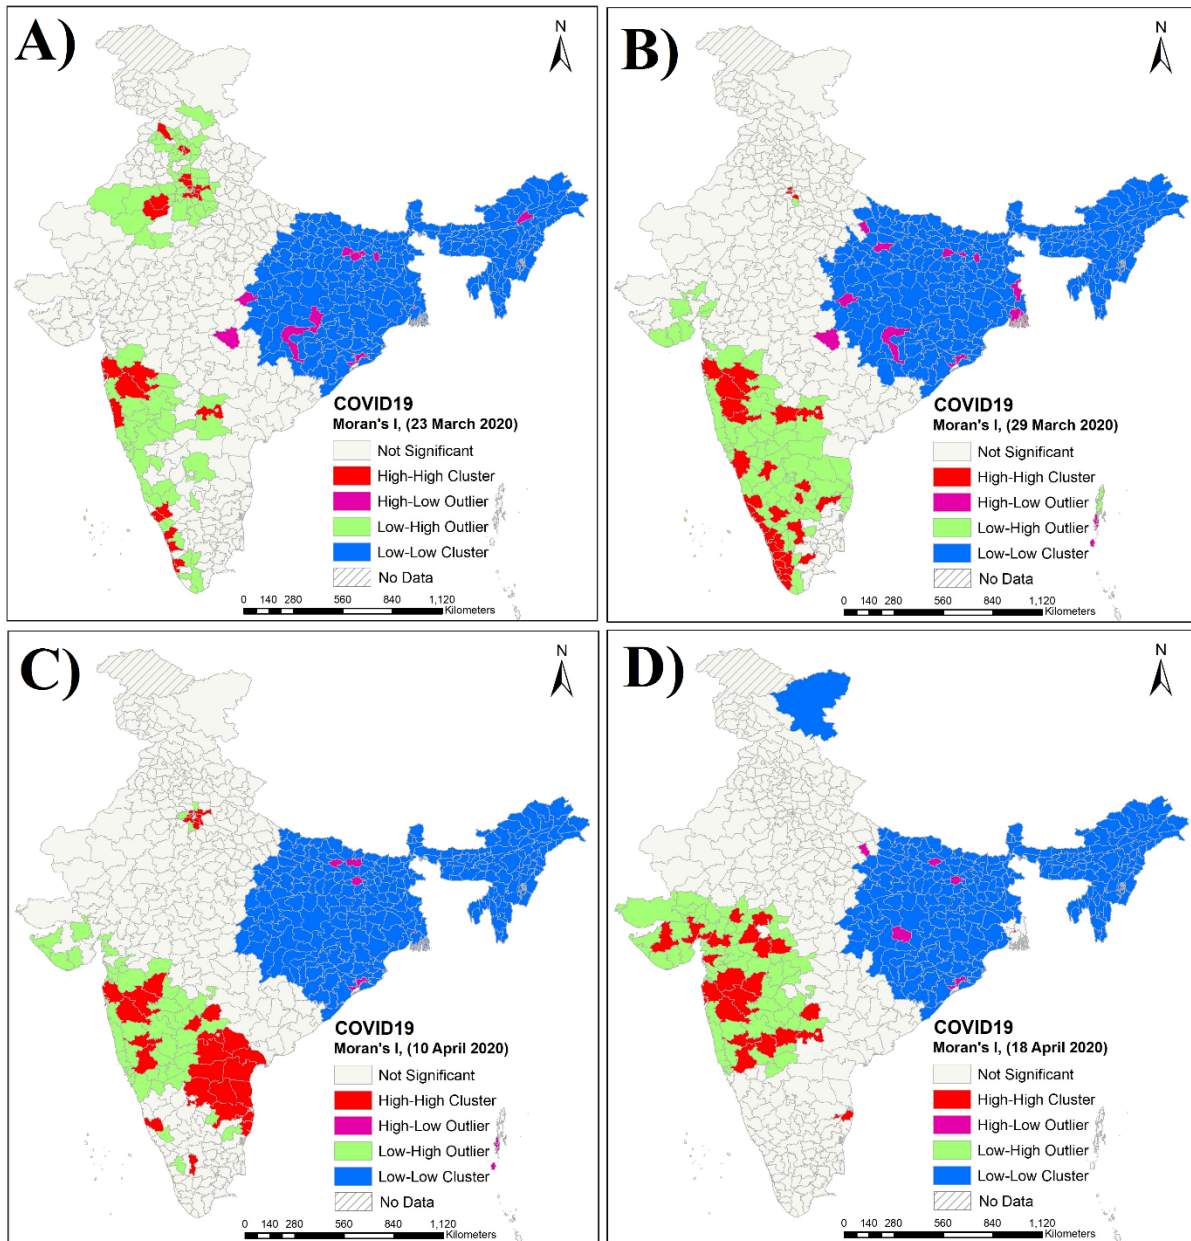 A)
N
COVID19
Moran's I, (23 March 2020)
Not Significant
High-High Cluster
High-Low Outlier
Low-High Outlier
Low-Low Cluster
No Data
0 140 280 560 840 1,120
Kilometers
B)
N
COVID19
Moran's I, (29 March 2020)
Not Significant
High-High Cluster
High-Low Outlier
Low-High Outlier
Low-Low Cluster
No Data
0 140 280 560 840 1,120
Kilometers
C)
N
COVID19
Moran's I, (10 April 2020)
Not Significant
High-High Cluster
High-Low Outlier
Low-High Outlier
Low-Low Cluster
No Data
0 140 280 560 840 1,120
Kilometers
D)
N
COVID19
Moran's I, (18 April 2020)
Not Significant
High-High Cluster
High-Low Outlier
Low-High Outlier
Low-Low Cluster
No Data
0 140 280 560 840 1,120
Kilometers